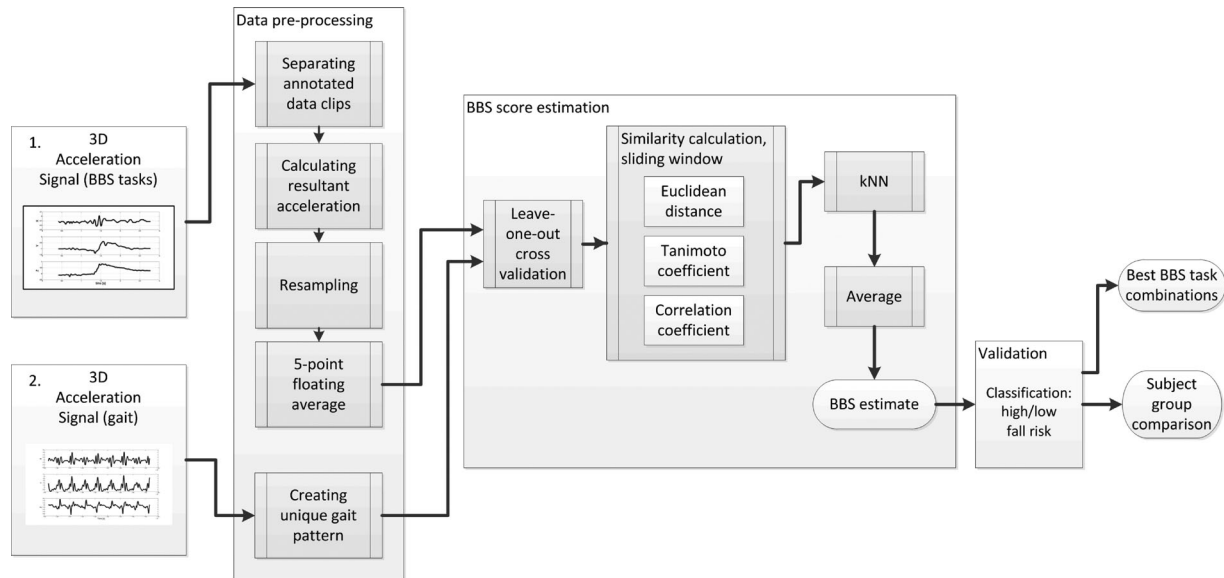 1.
3D
Acceleration
Signal (BBS tasks)
2.
3D
Acceleration
Signal (gait)
Data pre-processing
Separating
annotated
data clips
Calculating
resultant
acceleration
Resampling
5-point
floating
average
Creating
unique gait
pattern
BBS score estimation
Leave-
one-out
cross
validation
Similarity calculation,
sliding window
Euclidean
distance
Tanimoto
coefficient
Correlation
coefficient
kNN
Average
BBS estimate
Validation
Classification:
high/low
fall risk
Best BBS task
combinations
Subject
group
comparison